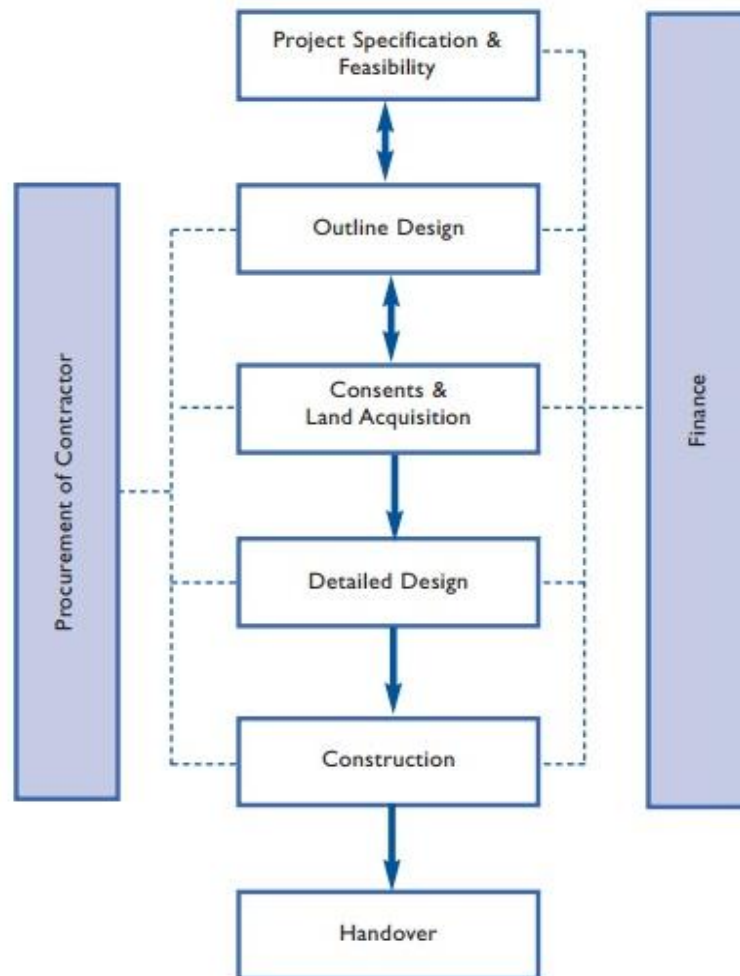 Project Specification &
Feasibility
Outline Design
Consents &
Land Acquisition
Detailed Design
Construction
Handover
Procurement of Contractor
Finance